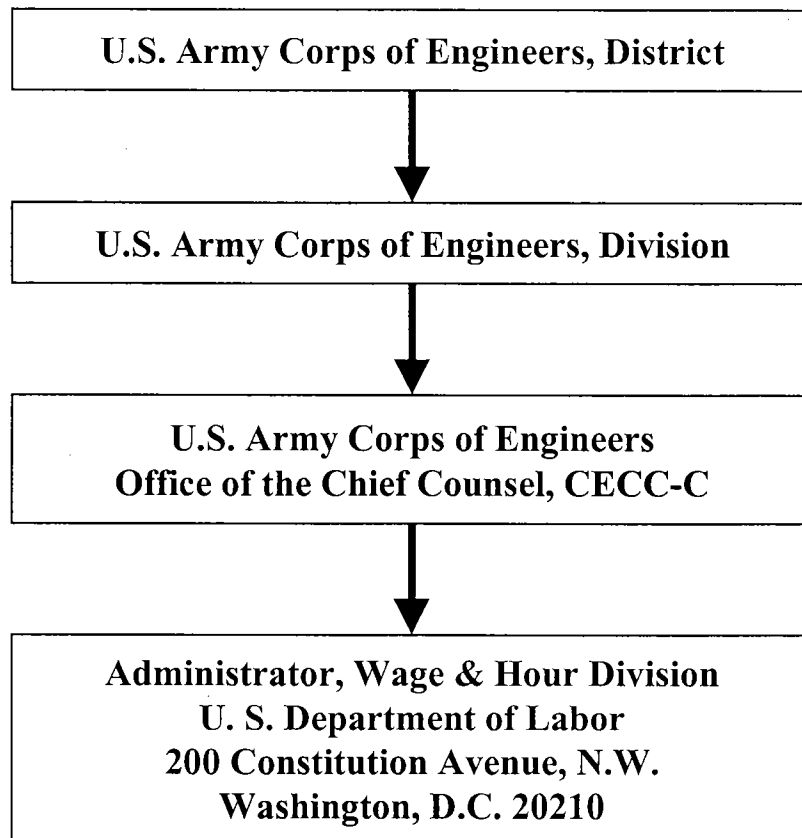 U.S. Army Corps of Engineers, District
U.S. Army Corps of Engineers, Division
U.S. Army Corps of Engineers
Office of the Chief Counsel, CECC-C
Administrator, Wage & Hour Division
U. S. Department of Labor
200 Constitution Avenue, N.W.
Washington, D.C. 20210